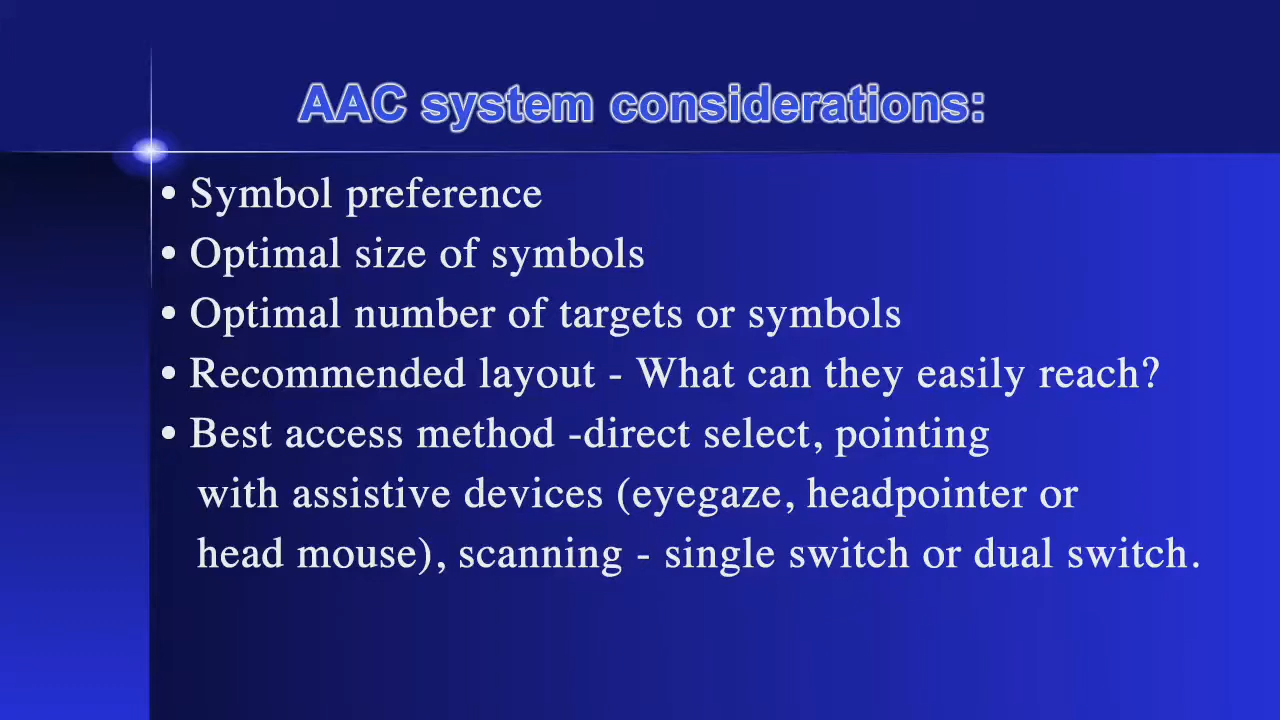 AAC system considerations:
• Symbol preference
• Optimal size of symbols
• Optimal number of targets or symbols
• Recommended layout - What can they easily reach?
• Best access method -direct select, pointing
with assistive devices (eyegaze, headpointer or
head mouse), scanning - single switch or dual switch.